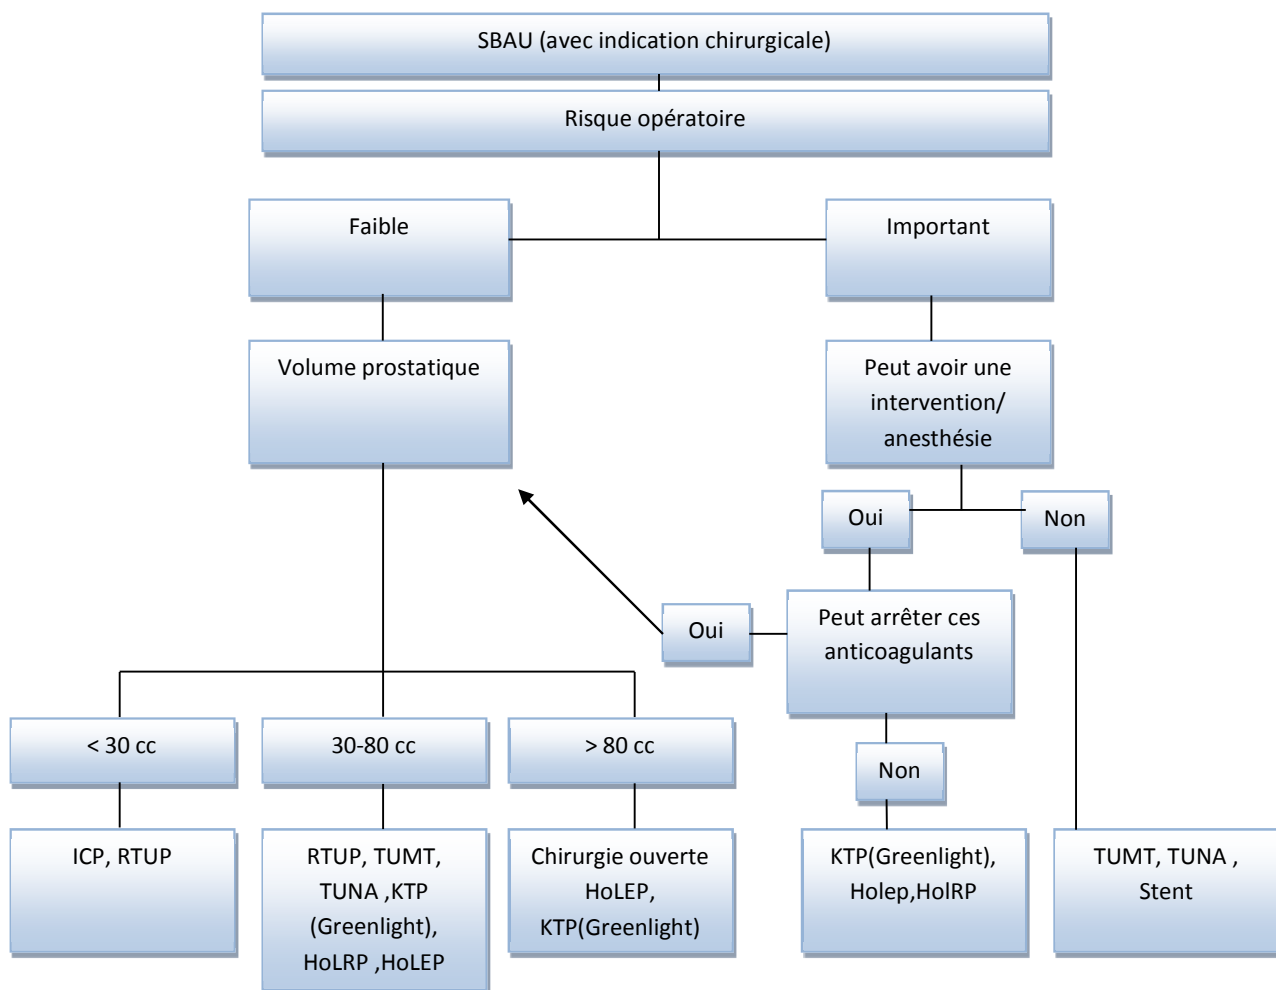 SBAU (avec indication chirurgicale)
Risque opératoire
Faible
Important
Volume prostatique
Peut avoir une
intervention/
anesthésie
Oui
Non
Oui
Peut arrêter ces
anticoagulants
< 30 cc
30-80 cc
> 80 cc
Non
ICP, RTUP
RTUP, TUMT,
TUNA ,KTP
(Greenlight),
HoLRP ,HoLEP
Chirurgie ouverte
HoLEP,
KTP(Greenlight)
KTP(Greenlight),
Holep,HolRP
TUMT, TUNA ,
Stent